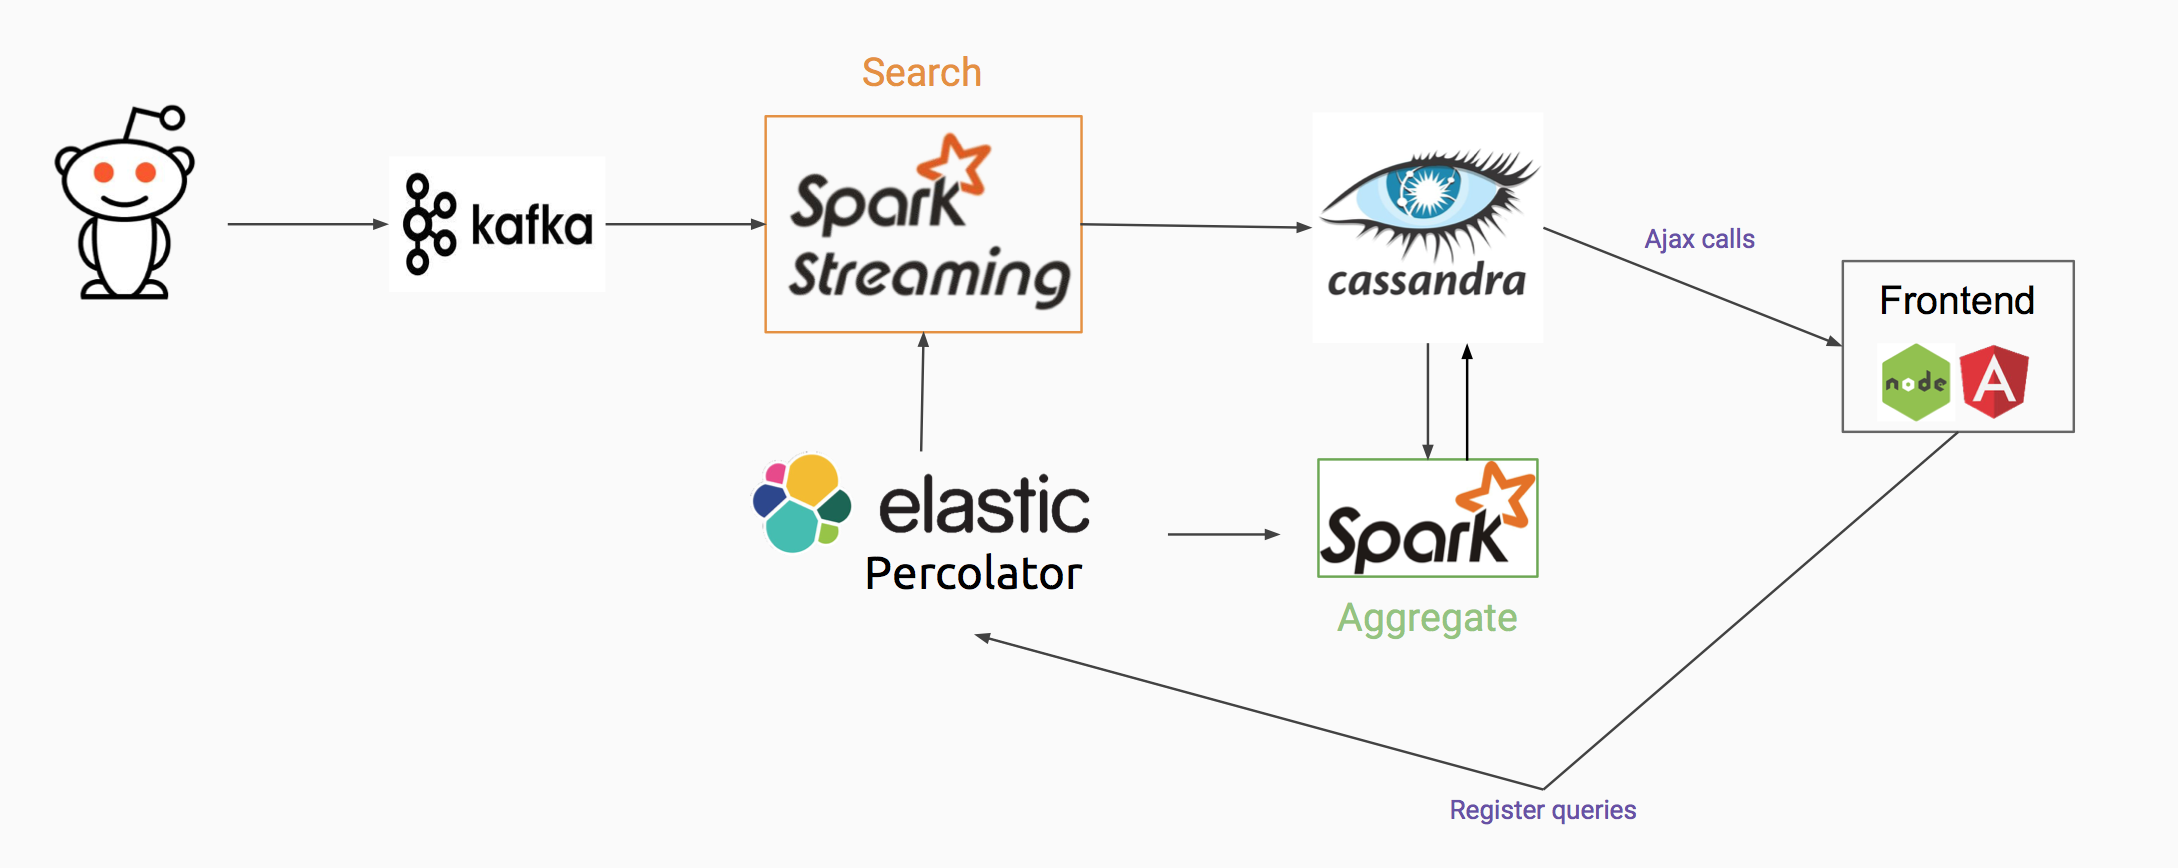 Search
kafka
Spark
Streaming
cassandra
Ajax calls
Frontend
node
A
elastic
Percolator
Spark
Aggregate
Register queries